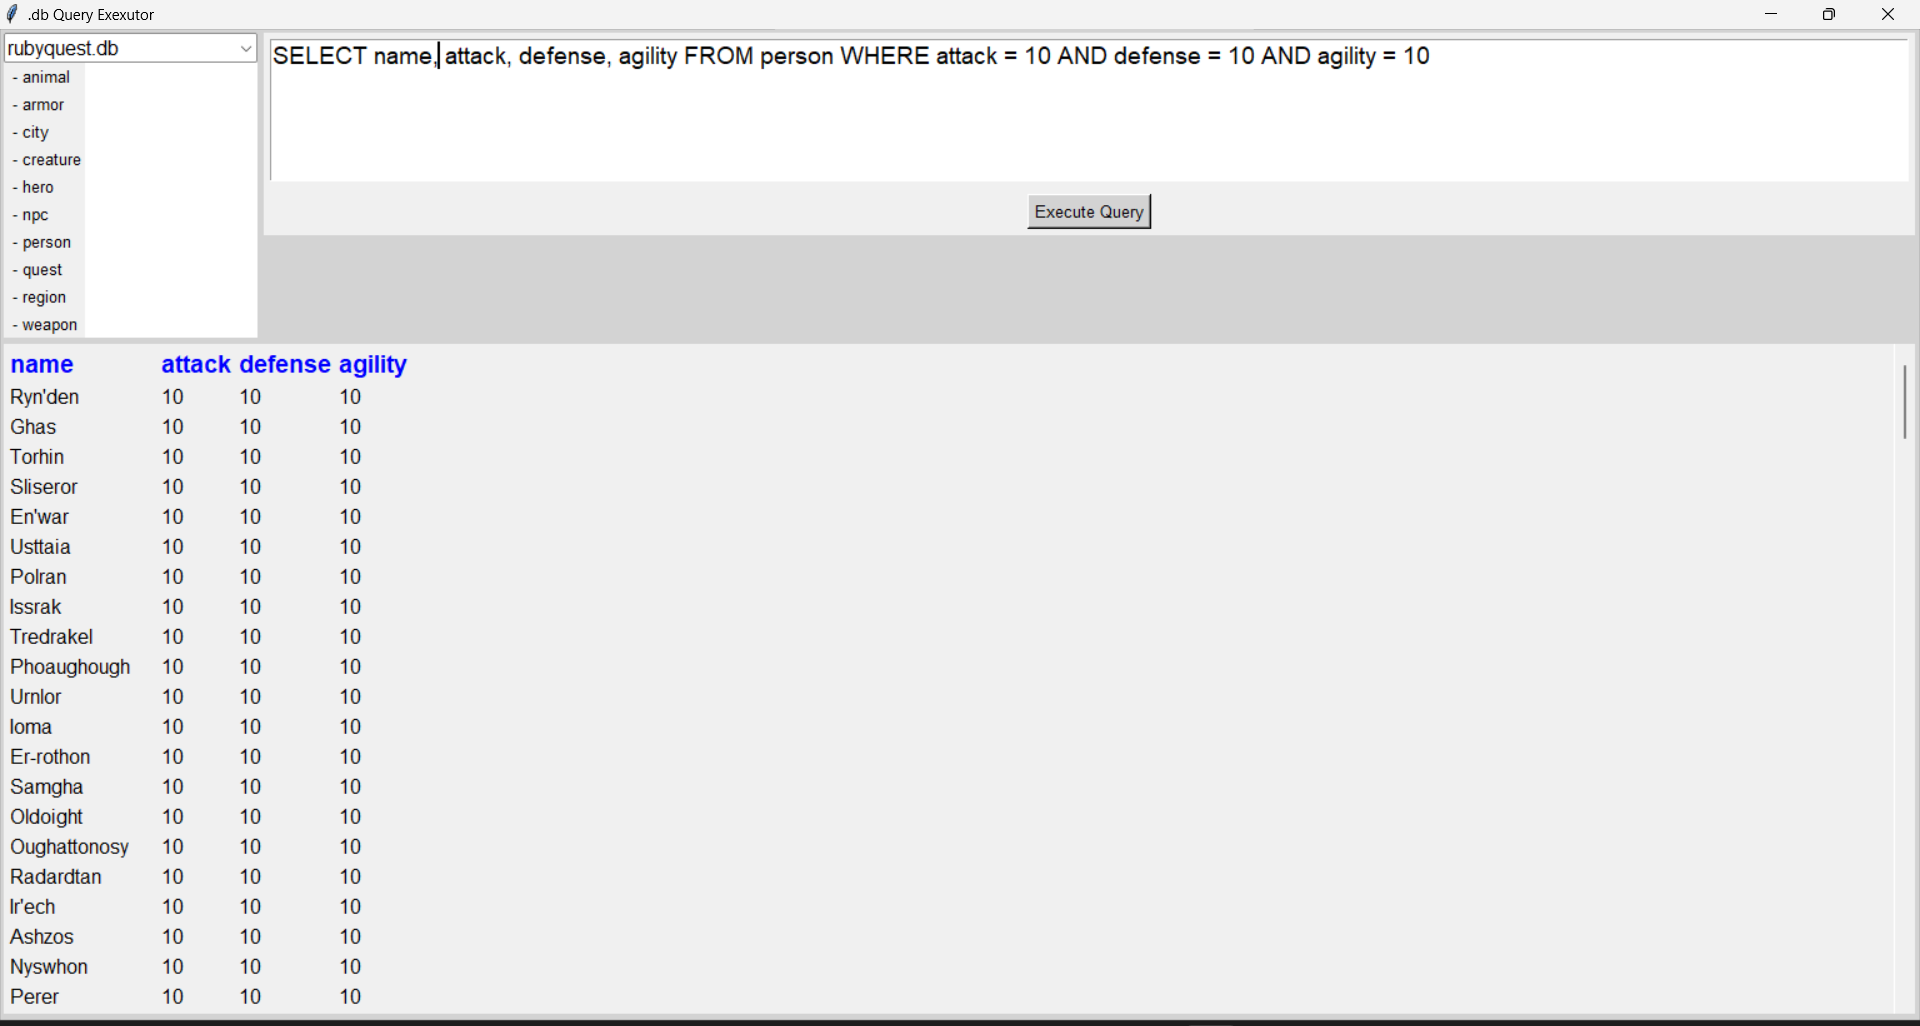 .db Query Exexutor
rubyquest.db
- animal
- armor
- city
- creature
- hero
- npc
- person
- quest
- region
- weapon
SELECT name, attack, defense, agility FROM person WHERE attack = 10 AND defense = 10 AND agility = 10
Execute Query
name attack defense agility
Ryn'den 10 10 10
Ghas 10 10 10
Torhin 10 10 10
Sliseror 10 10 10
En'war 10 10 10
Usttaia 10 10 10
Polran 10 10 10
Issrak 10 10 10
Tredrakel 10 10 10
Phoaughough 10 10 10
Urnlor 10 10 10
Ioma 10 10 10
Er-rothon 10 10 10
Samgha 10 10 10
Oldoight 10 10 10
Oughattonosy 10 10 10
Radardtan 10 10 10
Ir'ech 10 10 10
Ashzos 10 10 10
Nyswhon 10 10 10
Perer 10 10 10